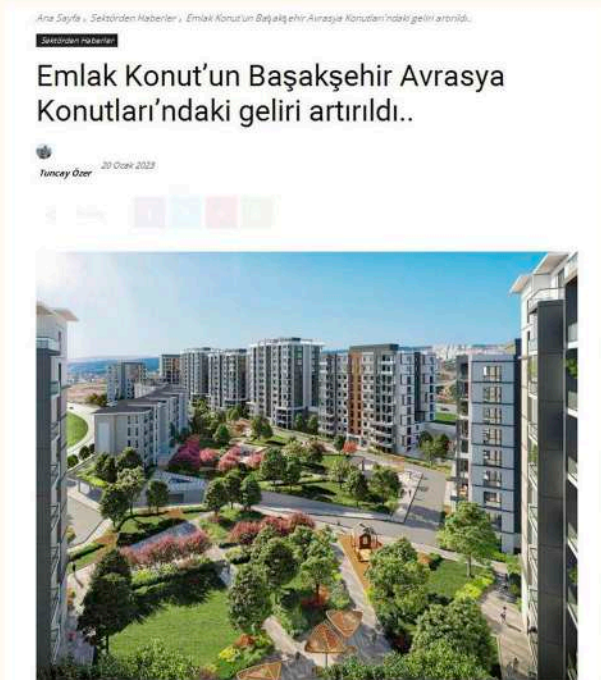 Ana Sayfa › Sektörden Haberler › Emlak Konut'un Başakşehir Avrasya Konutları'ndaki geliri artırıldı..
Sektörden Haberler
Emlak Konut’un Başakşehir Avrasya
Konutları’ndaki geliri artırıldı..
Tuncay Özer
20 Ocak 2023